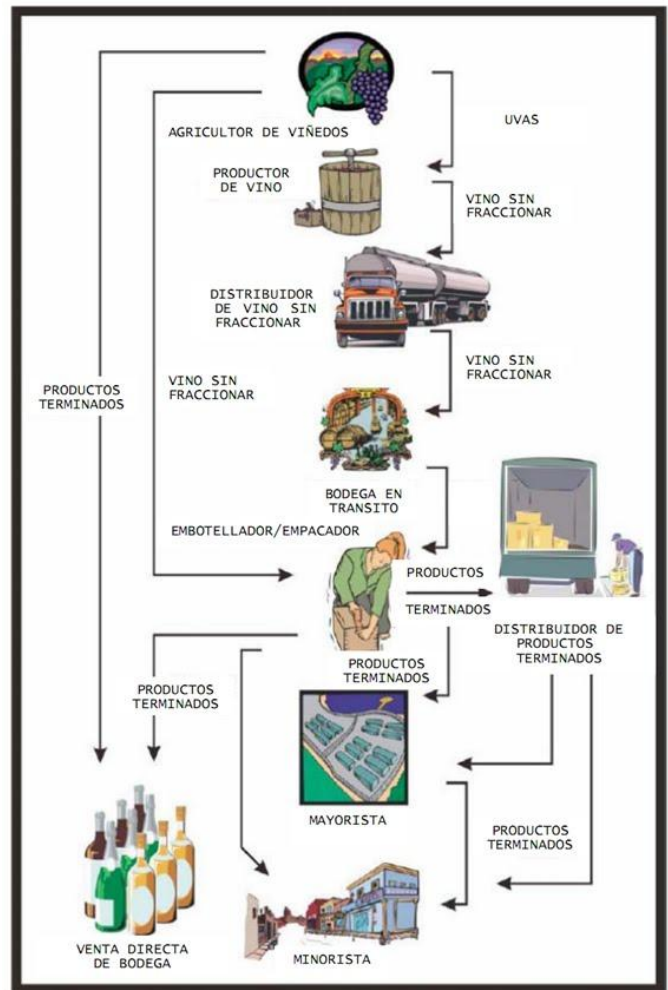 AGRICULTOR DE VIÑEDOS
UVAS
PRODUCTOR
DE VINO
VINO SIN
FRACCIONAR
DISTRIBUIDOR
DE VINO SIN
FRACCIONAR
VINO SIN
FRACCIONAR
PRODUCTOS
TERMINADOS
VINO SIN
FRACCIONAR
BODEGA EN
TRANSITO
EMBOTELLADOR/EMPACADOR
PRODUCTOS
TERMINADOS
DISTRIBUIDOR DE
PRODUCTOS
TERMINADOS
PRODUCTOS
TERMINADOS
PRODUCTOS
TERMINADOS
MAYORISTA
PRODUCTOS
TERMINADOS
VENTA DIRECTA
DE BODEGA
MINORISTA